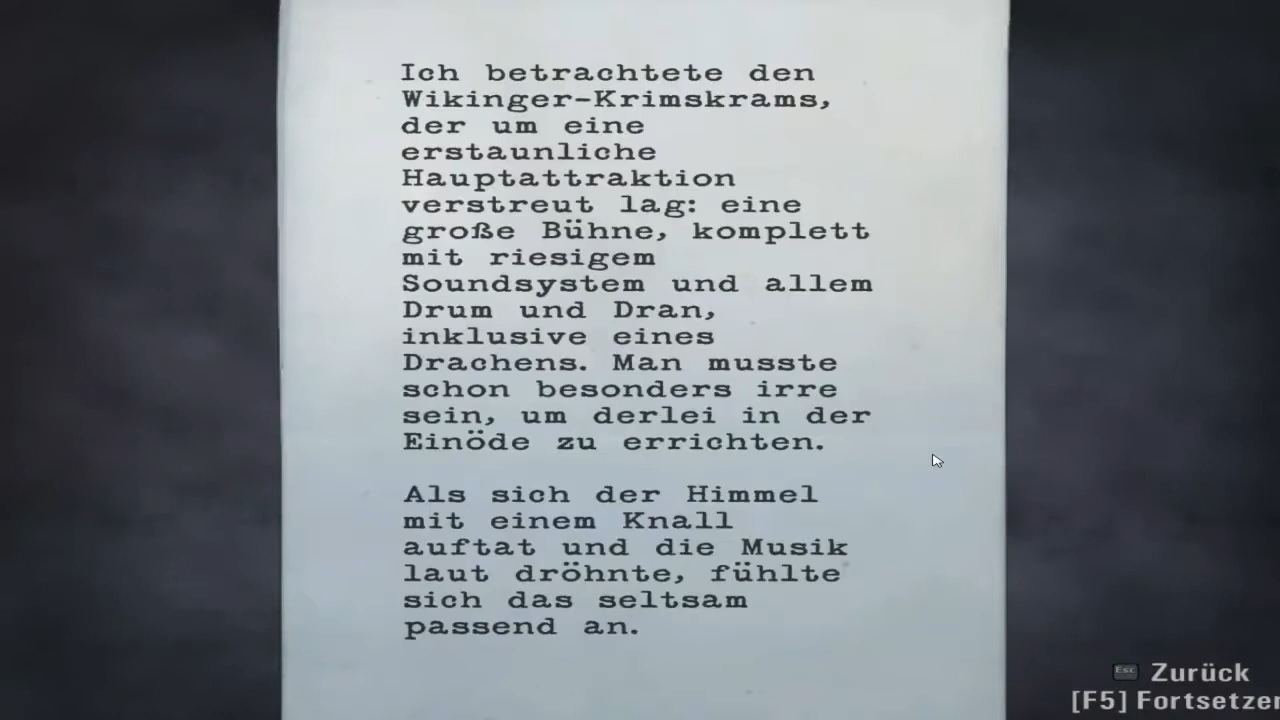 Ich betrachtete den
Wikinger-Krimskrams,
der um eine
erstaunliche
Hauptattraktion
verstreut lag: eine
große Bühne, komplett
mit riesigem
Soundsystem und allem
Drum und Dran,
inklusive eines
Drachens. Man musste
schon besonders irre
sein, um derlei in der
Einöde zu errichten.
Als sich der Himmel
mit einem Knall
auftat und die Musik
laut dröhnte, fühlte
sich das seltsam
passend an.
Esc Zurück
[F5] Fortsetzen